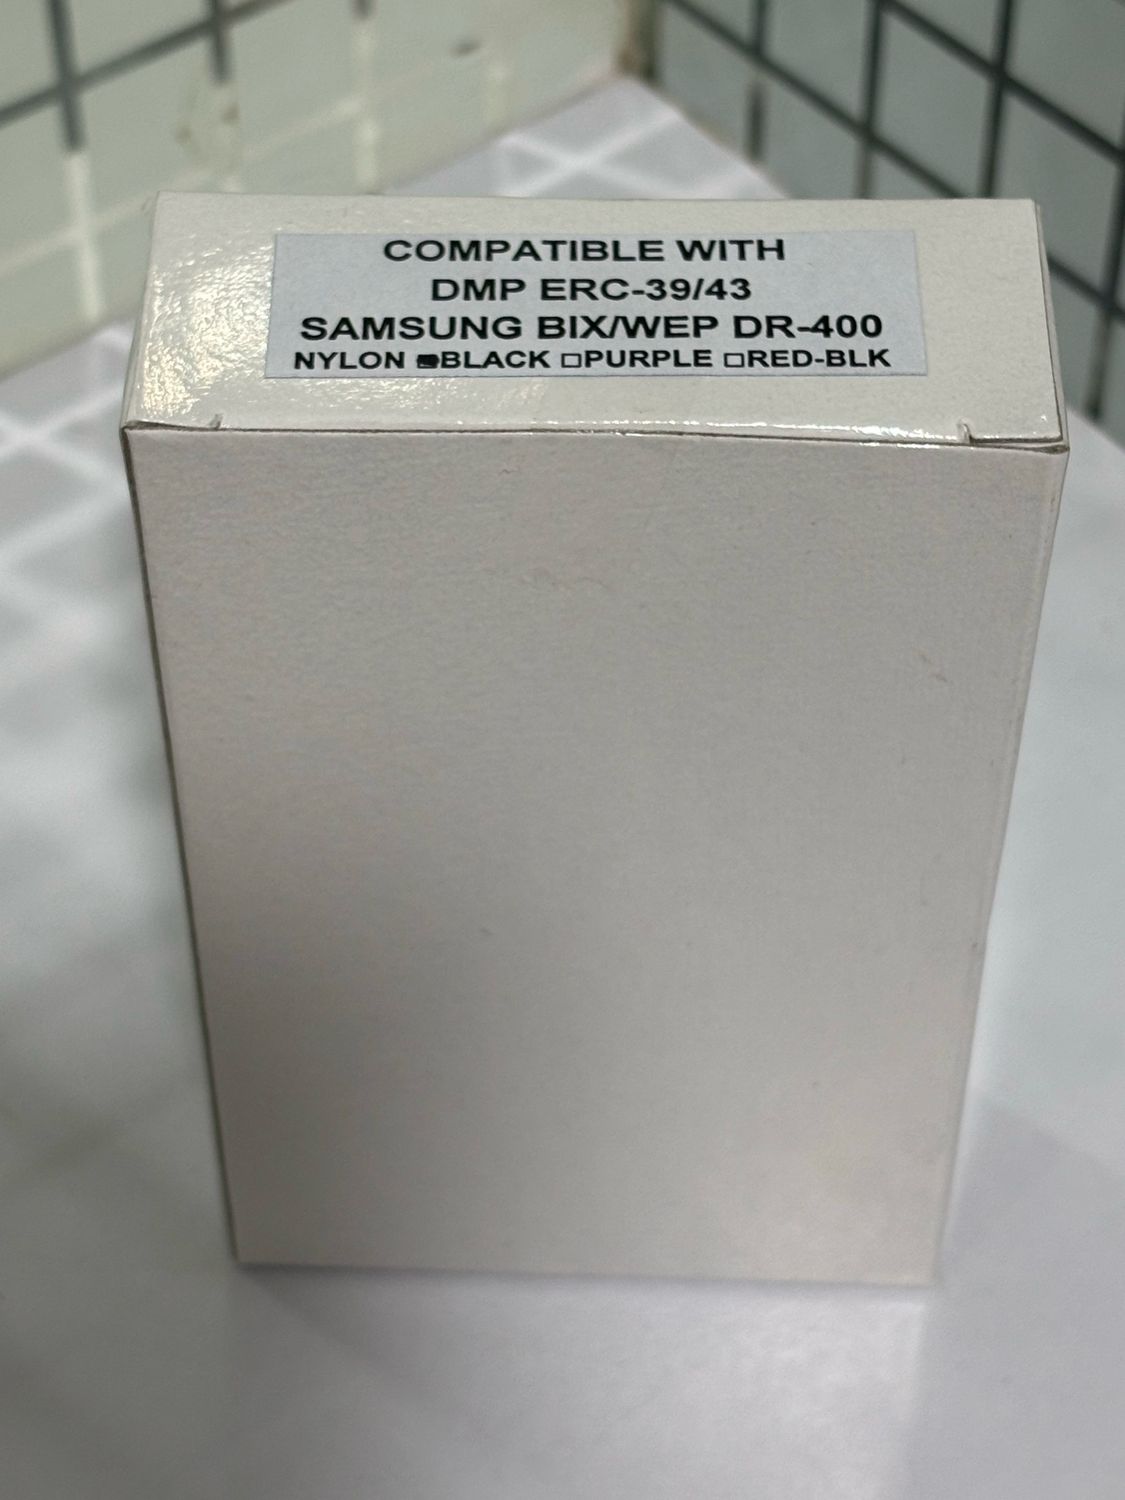 COMPATIBLE WITH
DMP ERC-39/43
SAMSUNG BIX/WEP DR-400
NYLON ■BLACK □PURPLE □RED-BLK